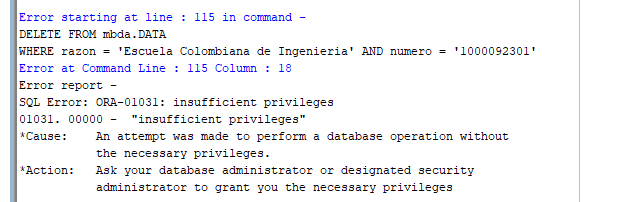 Error starting at line : 115 in command -
DELETE FROM mbda.DATA
WHERE razon = 'Escuela Colombiana de Ingenieria' AND numero = '1000092301'
Error at Command Line : 115 Column : 18
Error report -
SQL Error: ORA-01031: insufficient privileges
01031. 00000 -  "insufficient privileges"
*Cause:    An attempt was made to perform a database operation without
           the necessary privileges.
*Action:   Ask your database administrator or designated security
           administrator to grant you the necessary privileges